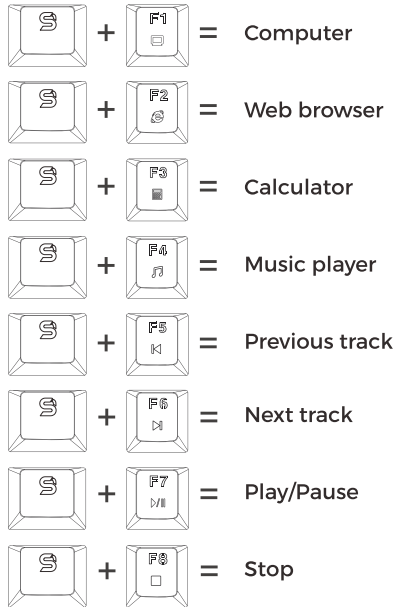 S + F1 = Computer
S + F2 = Web browser
S + F3 = Calculator
S + F4 = Music player
S + F5 = Previous track
S + F6 = Next track
S + F7 = Play/Pause
S + F8 = Stop